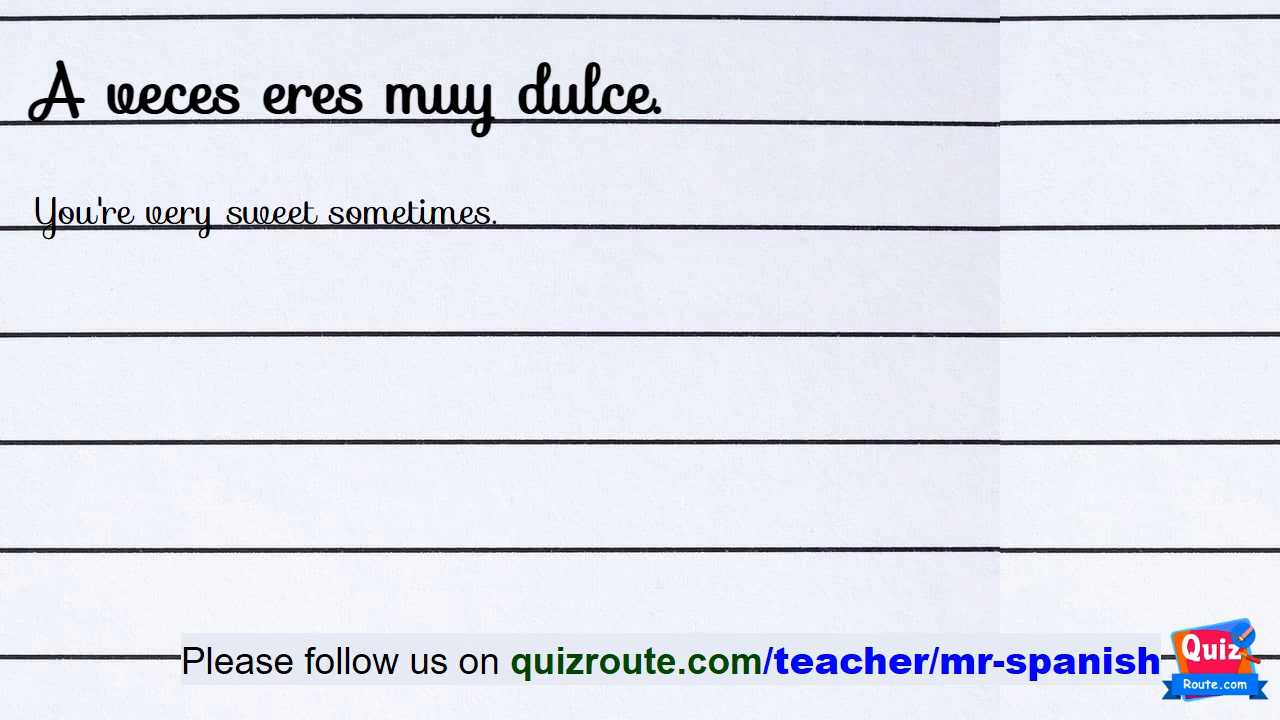 A veces eres muy dulce.
You're very sweet sometimes.
Please follow us on quizroute.com/teacher/mr-spanish
Quiz
Route.com